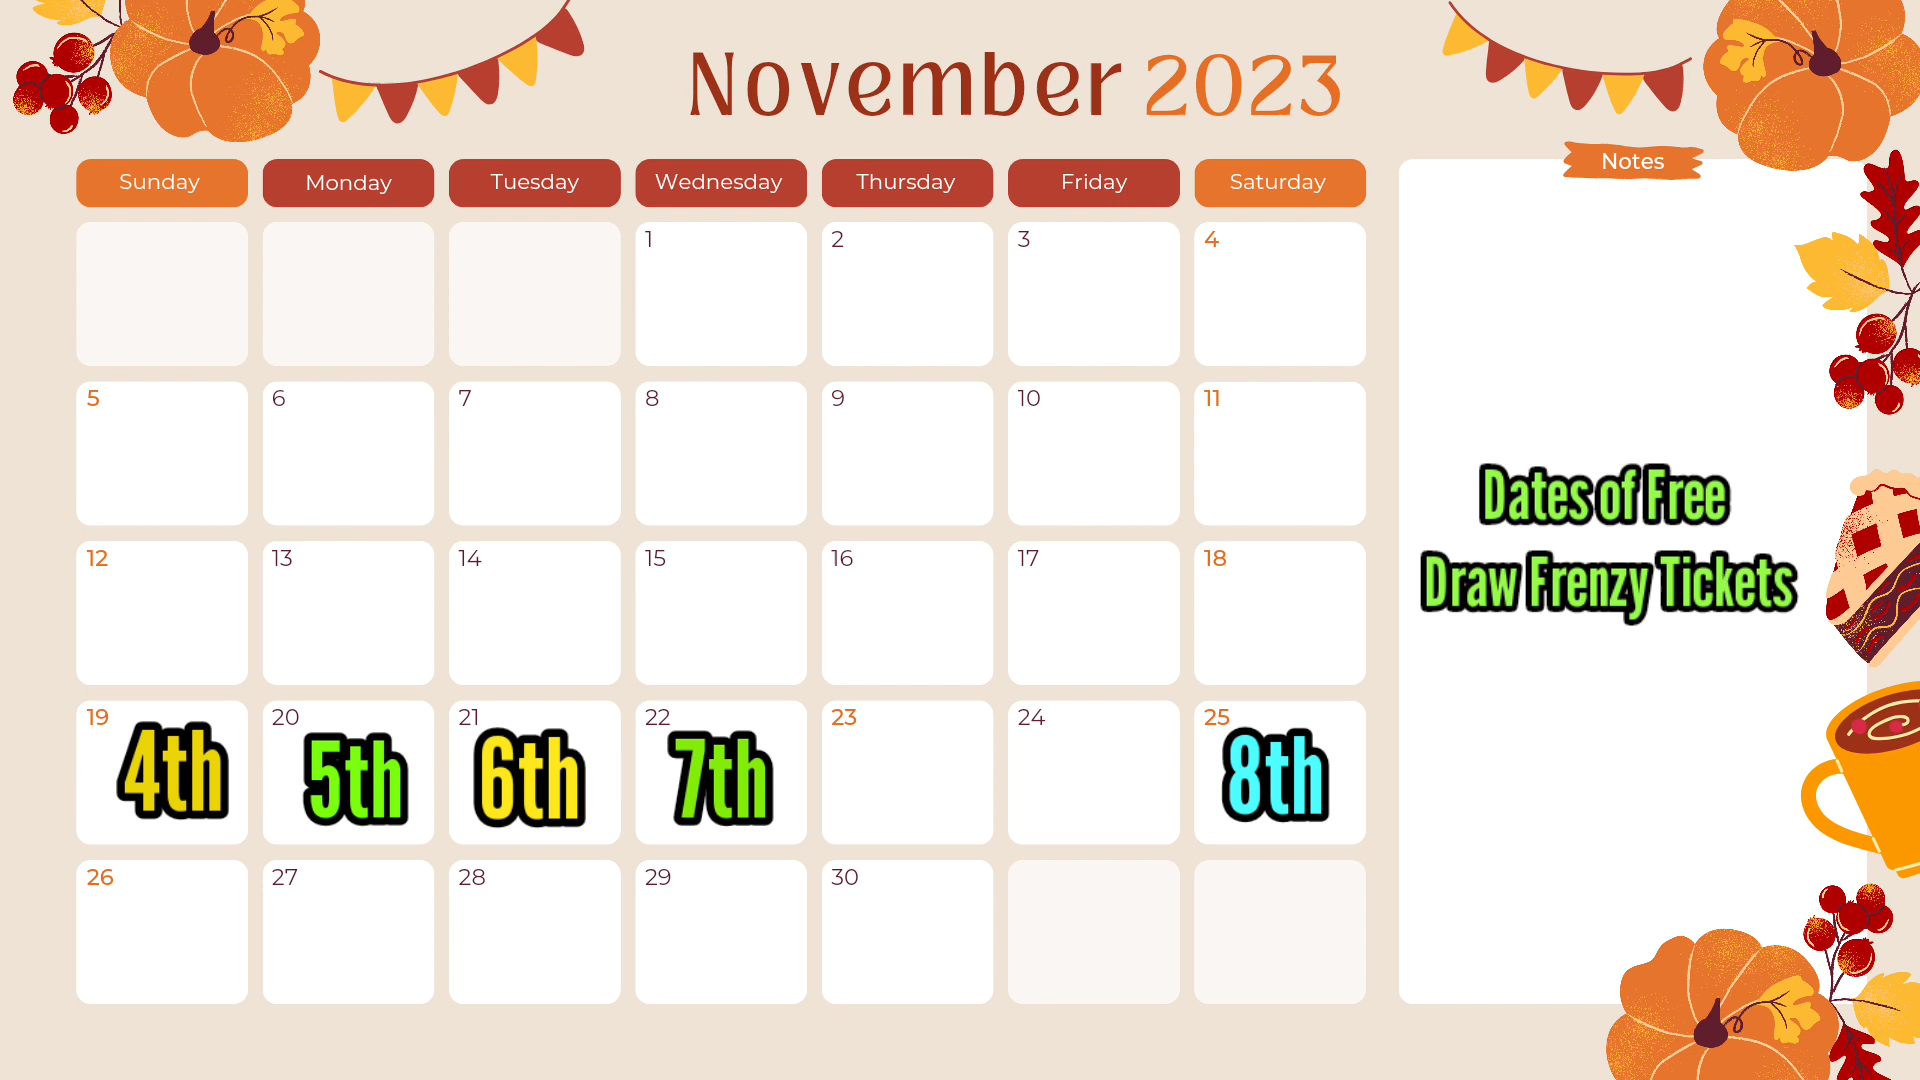 November 2023
Sunday Monday Tuesday Wednesday Thursday Friday Saturday
Notes
1 2 3 4
5 6 7 8 9 10 11
12 13 14 15 16 17 18
19 20 21 22 23 24 25
4th 5th 6th 7th 8th
26 27 28 29 30
Dates of Free
Draw Frenzy Tickets